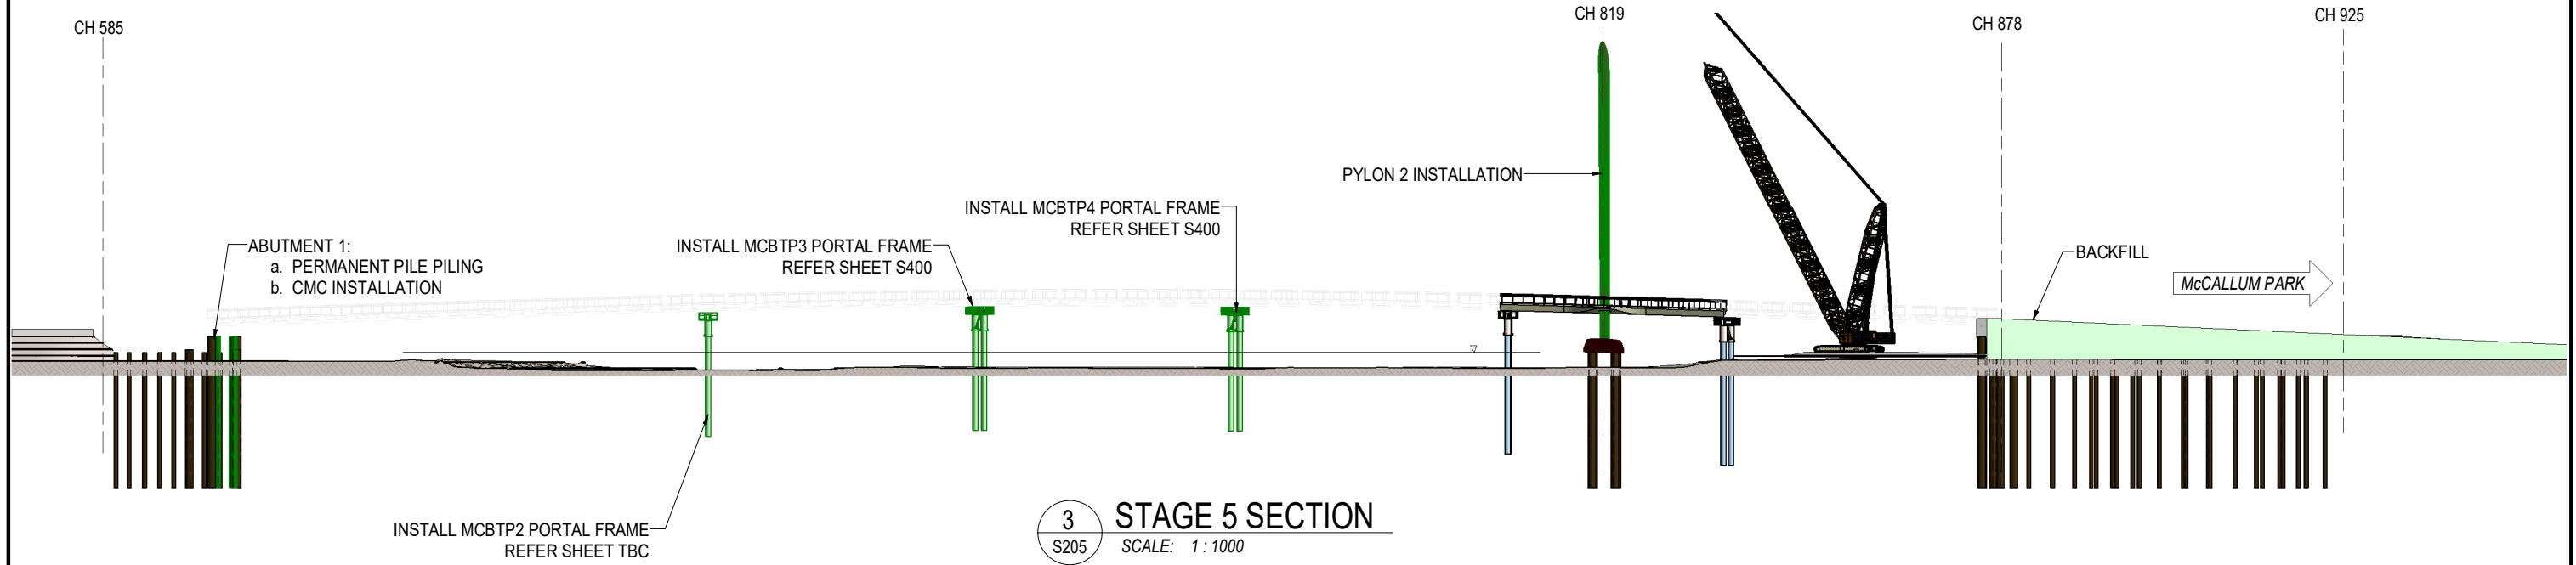 CH 585
CH 819
CH 878
CH 925
PYLON 2 INSTALLATION
INSTALL MCBTP4 PORTAL FRAME
REFER SHEET S400
INSTALL MCBTP3 PORTAL FRAME
REFER SHEET S400
ABUTMENT 1:
a. PERMANENT PILE PILING
b. CMC INSTALLATION
BACKFILL
McCALLUM PARK
INSTALL MCBTP2 PORTAL FRAME
REFER SHEET TBC
3
S205
STAGE 5 SECTION
SCALE: 1 : 1000